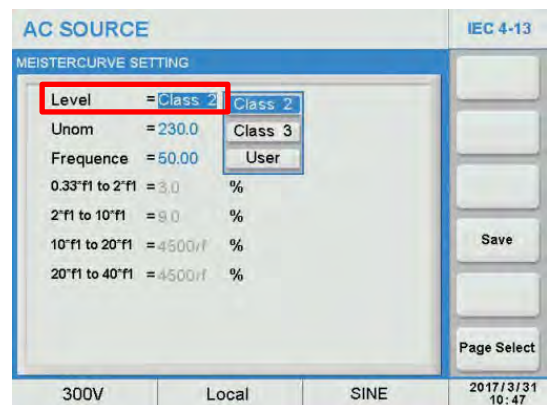 AC SOURCE
IEC 4-13
MEISTERCURVE SETTING
Level =Class 2
Class 2
Unom =230.0
Class 3
Frequence =50.00
User
0.33*f1 to 2*f1 =3.0 %
2*f1 to 10*f1 =9.0 %
10*f1 to 20*f1 =4500/f %
20*f1 to 40*f1 =4500/f %
Save
Page Select
300V
Local
SINE
2017/3/31
10:47